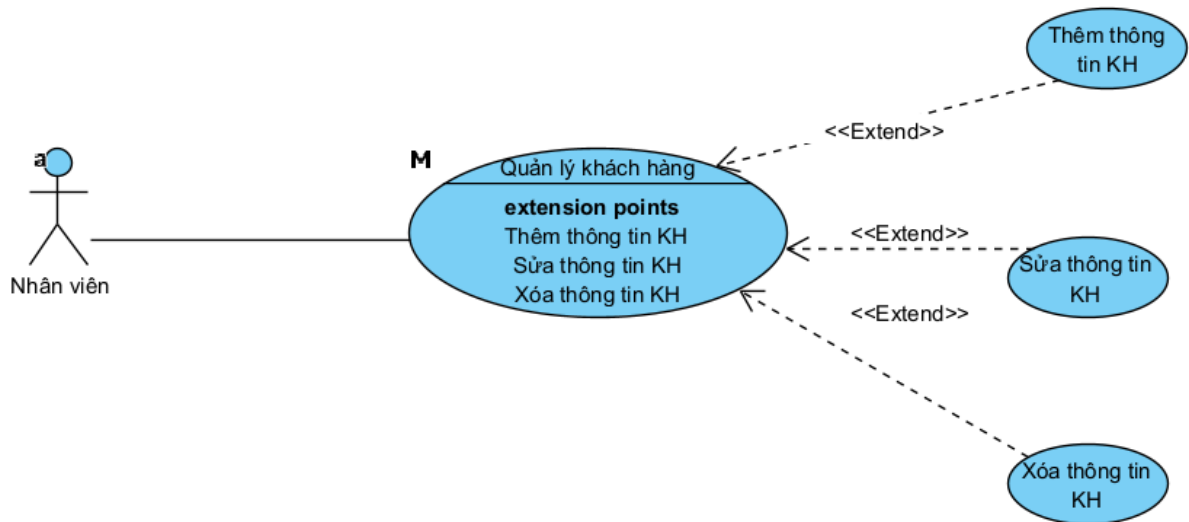 Thêm thông
tin KH
<<Extend>>
a
M
Quản lý khách hàng
extension points
Thêm thông tin KH
Sửa thông tin KH
Xóa thông tin KH
Nhân viên
<<Extend>>
Sửa thông tin
KH
<<Extend>>
Xóa thông tin
KH